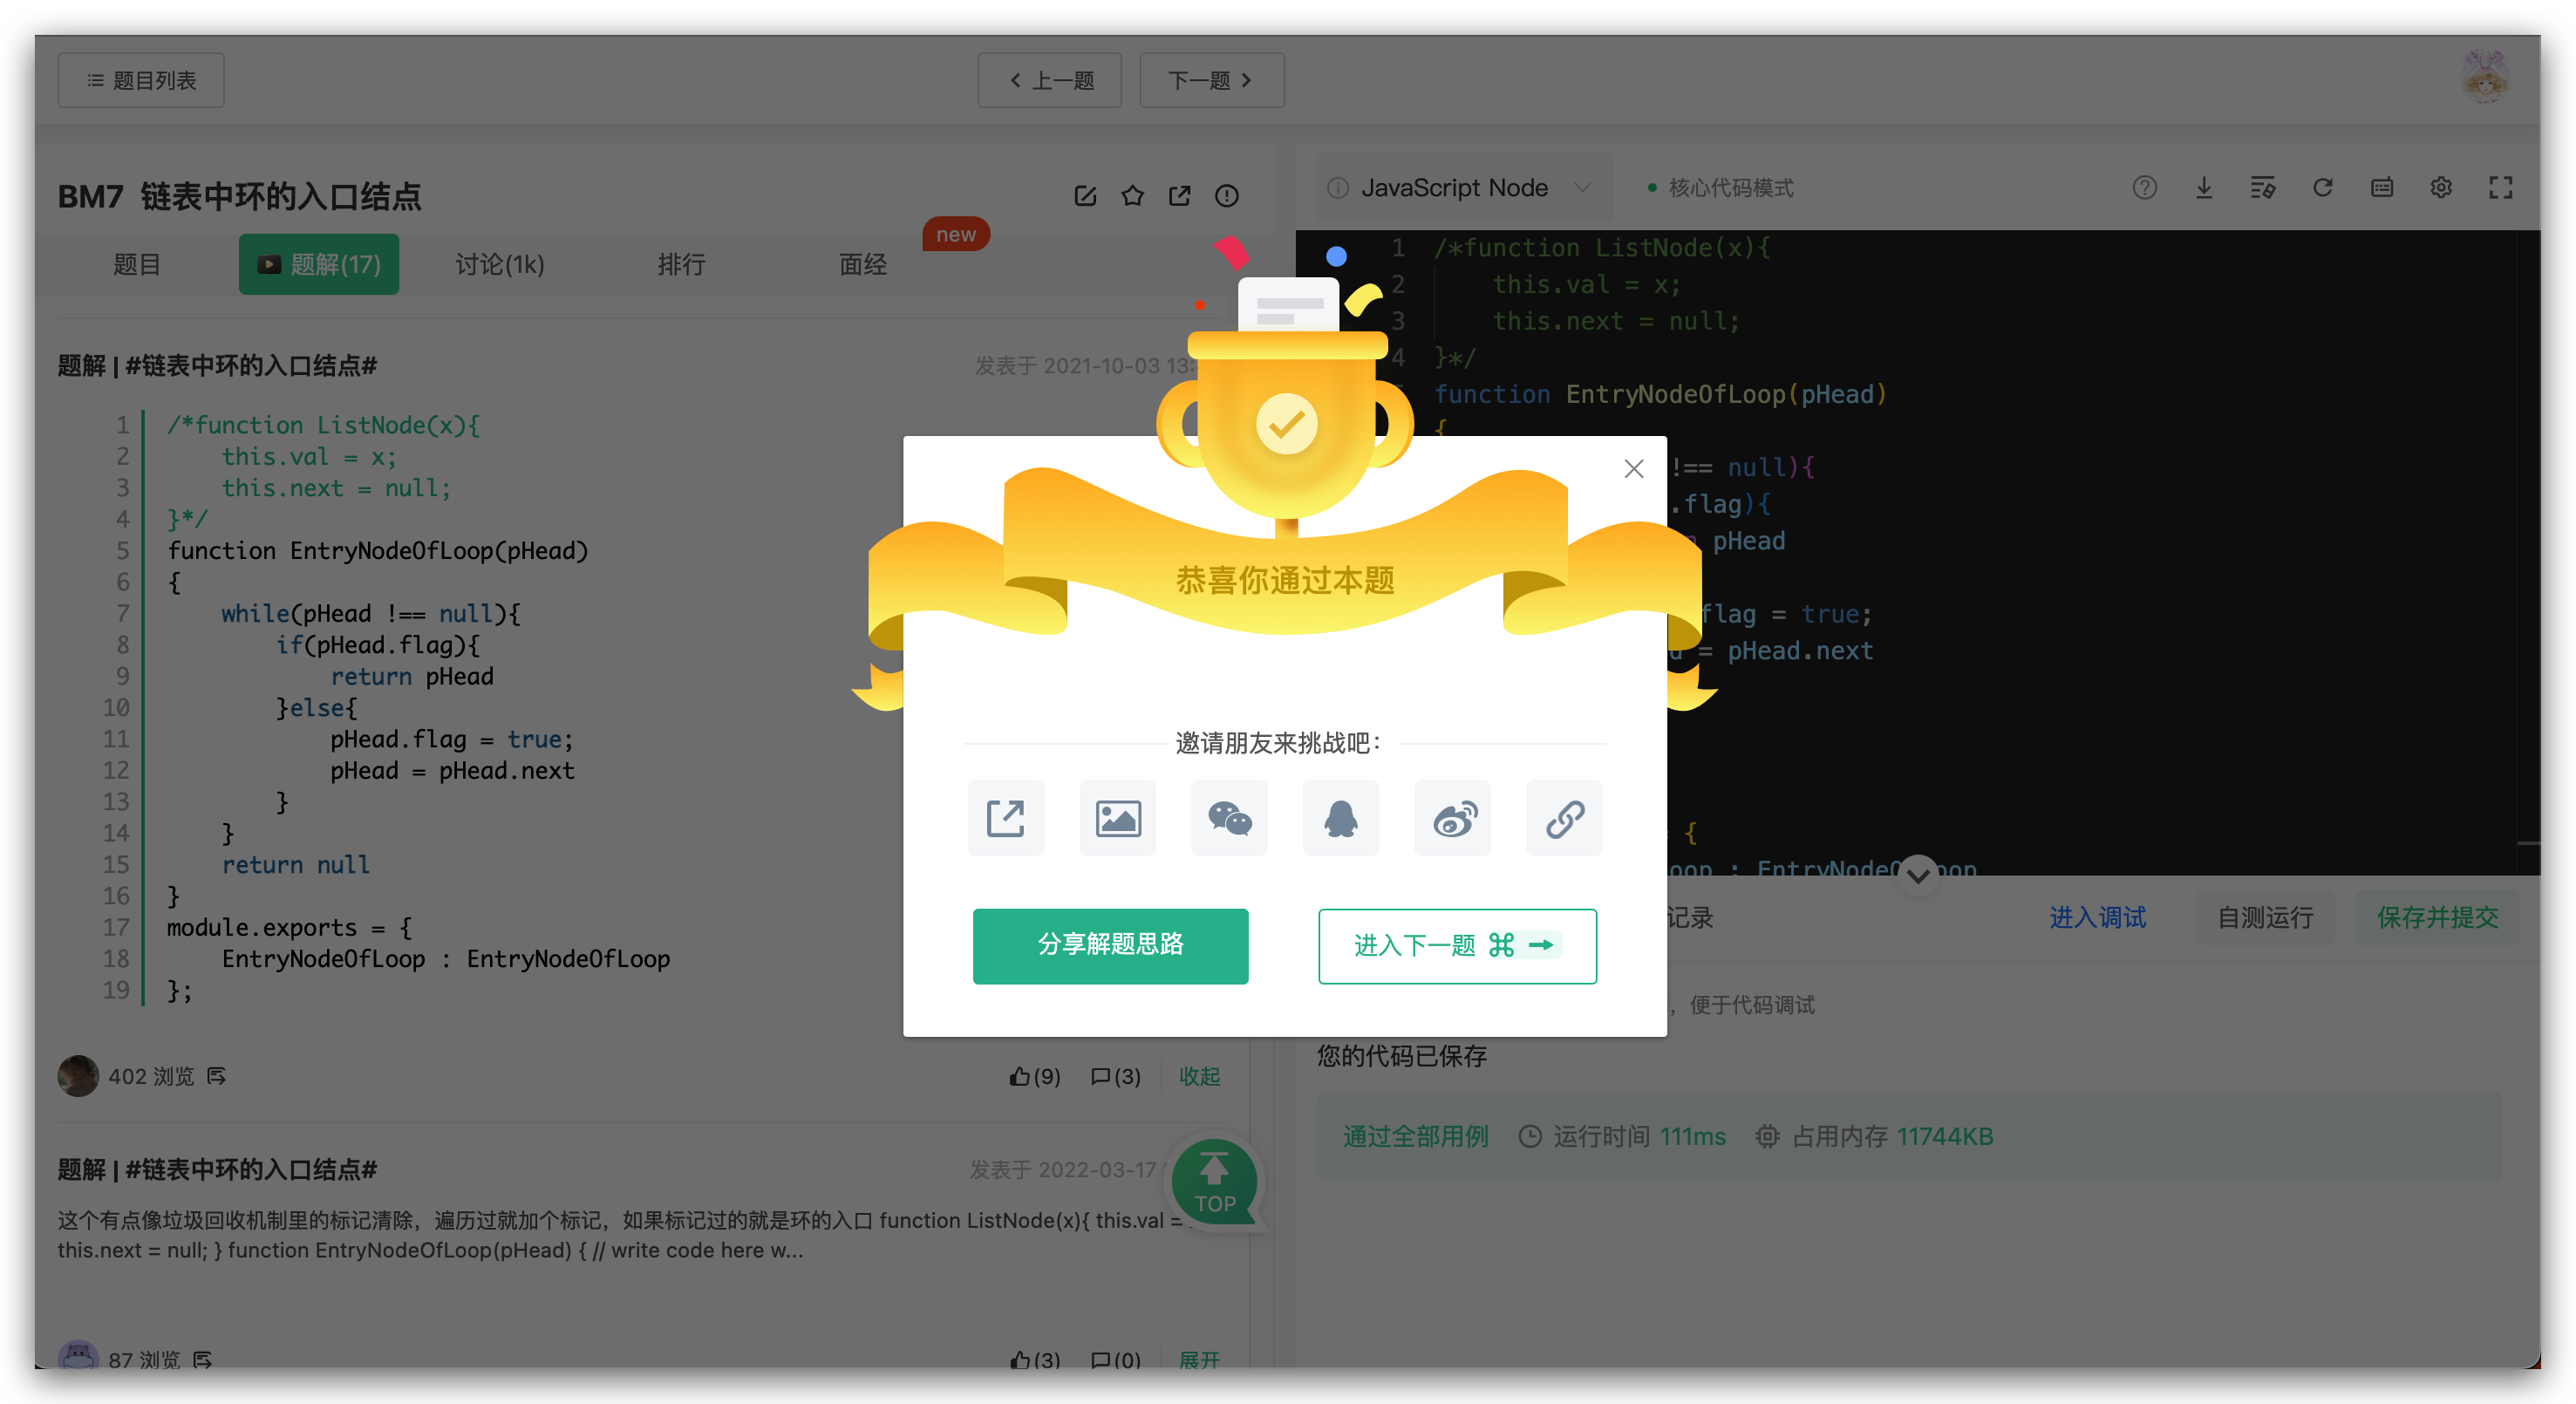 题目列表
上一题
下一题
BM7 链表中环的入口结点
题目
题解(17)
讨论(1k)
排行
面经
new
题解 | #链表中环的入口结点#
发表于 2021-10-03 13:
1 /*function ListNode(x){
2 this.val = x;
3 this.next = null;
4 }*/
5 function EntryNodeOfLoop(pHead)
6 {
7 while(pHead !== null){
8 if(pHead.flag){
9 return pHead
10 }else{
11 pHead.flag = true;
12 pHead = pHead.next
13 }
14 }
15 return null
16 }
17 module.exports = {
18 EntryNodeOfLoop : EntryNodeOfLoop
19 };
402 浏览
(9)
(3)
收起
题解 | #链表中环的入口结点#
发表于 2022-03-17
这个有点像垃圾回收机制里的标记清除，遍历过就加个标记，如果标记过的就是环的入口 function ListNode(x){ this.val =
this.next = null; } function EntryNodeOfLoop(pHead) { // write code here w...
87 浏览
(3)
(0)
展开
TOP
JavaScript Node
核心代码模式
1 /*function ListNode(x){
2 this.val = x;
3 this.next = null;
4 }*/
function EntryNodeOfLoop(pHead)
{
!== null){
.flag){
pHead
flag = true;
= pHead.next
{
oop : EntryNodeO oop
恭喜你通过本题
邀请朋友来挑战吧：
分享解题思路
进入下一题 ⌘ →
记录
进入调试
自测运行
保存并提交
，便于代码调试
您的代码已保存
通过全部用例
运行时间 111ms
占用内存 11744KB